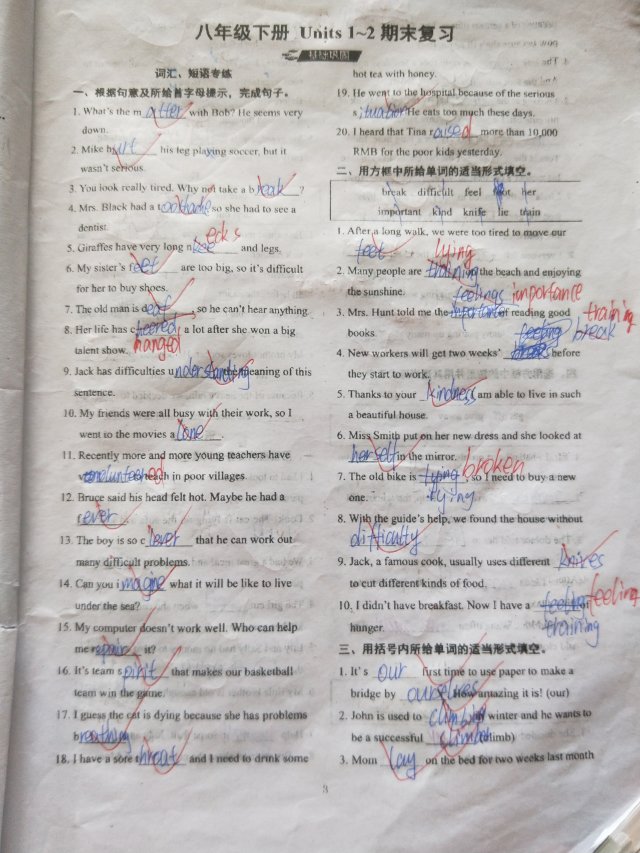 八年级下册 Units 1~2 期末复习
基础巩固
词汇、短语专练
一、根据句意及所给首字母提示，完成句子。
1. What's the matter with Bob? He seems very
down.
2. Mike hurt his leg playing soccer, but it
wasn't serious.
3. You look really tired. Why not take a break ?
4. Mrs. Black had a toothache so she had to see a
dentist.
ecks
5. Giraffes have very long n and legs.
6. My sister's feet are too big, so it's difficult
for her to buy shoes.
7. The old man is deaf , so he can't hear anything.
8. Her life has cheered a lot after she won a big
talent show. hanged
9. Jack has difficulties understanding the meaning of this
sentence.
10. My friends were all busy with their work, so I
went to the movies alone .
11. Recently more and more young teachers have
volunteered teach in poor villages.
12. Bruce said his head felt hot. Maybe he had a
fever .
13. The boy is so clever that he can work out
many difficult problems.
14. Can you imagine what it will be like to live
under the sea?
15. My computer doesn't work well. Who can help
me repair it?
16. It's team spirit that makes our basketball
team win the game.
17. I guess the cat is dying because she has problems
breathing .
18. I have a sore throat and I need to drink some
hot tea with honey.
19. He went to the hospital because of the serious
situation He eats too much these days.
20. I heard that Tina raised more than 10,000
RMB for the poor kids yesterday.
二、用方框中所给单词的适当形式填空。
break difficult feel foot her
important kind knife lie train
1. After a long walk, we were too tired to move our
feet .
lying
2. Many people are training the beach and enjoying
the sunshine. feelings importance
3. Mrs. Hunt told me the importance of reading good
books. feeling break training
4. New workers will get two weeks' before
they start to work.
5. Thanks to your kindness am able to live in such
a beautiful house.
6. Miss Smith put on her new dress and she looked at
herself in the mirror.
broken
7. The old bike is , so I need to buy a new
one.
8. With the guide's help, we found the house without
difficulty
9. Jack, a famous cook, usually uses different knives
to cut different kinds of food.
10. I didn't have breakfast. Now I have a of feeling
hunger. training
三、用括号内所给单词的适当形式填空。
1. It's our first time to use paper to make a
bridge by ourselves . How amazing it is! (our)
2. John is used to climbing in winter and he wants to
be a successful climber (climb)
3. Mom lay on the bed for two weeks last month
3